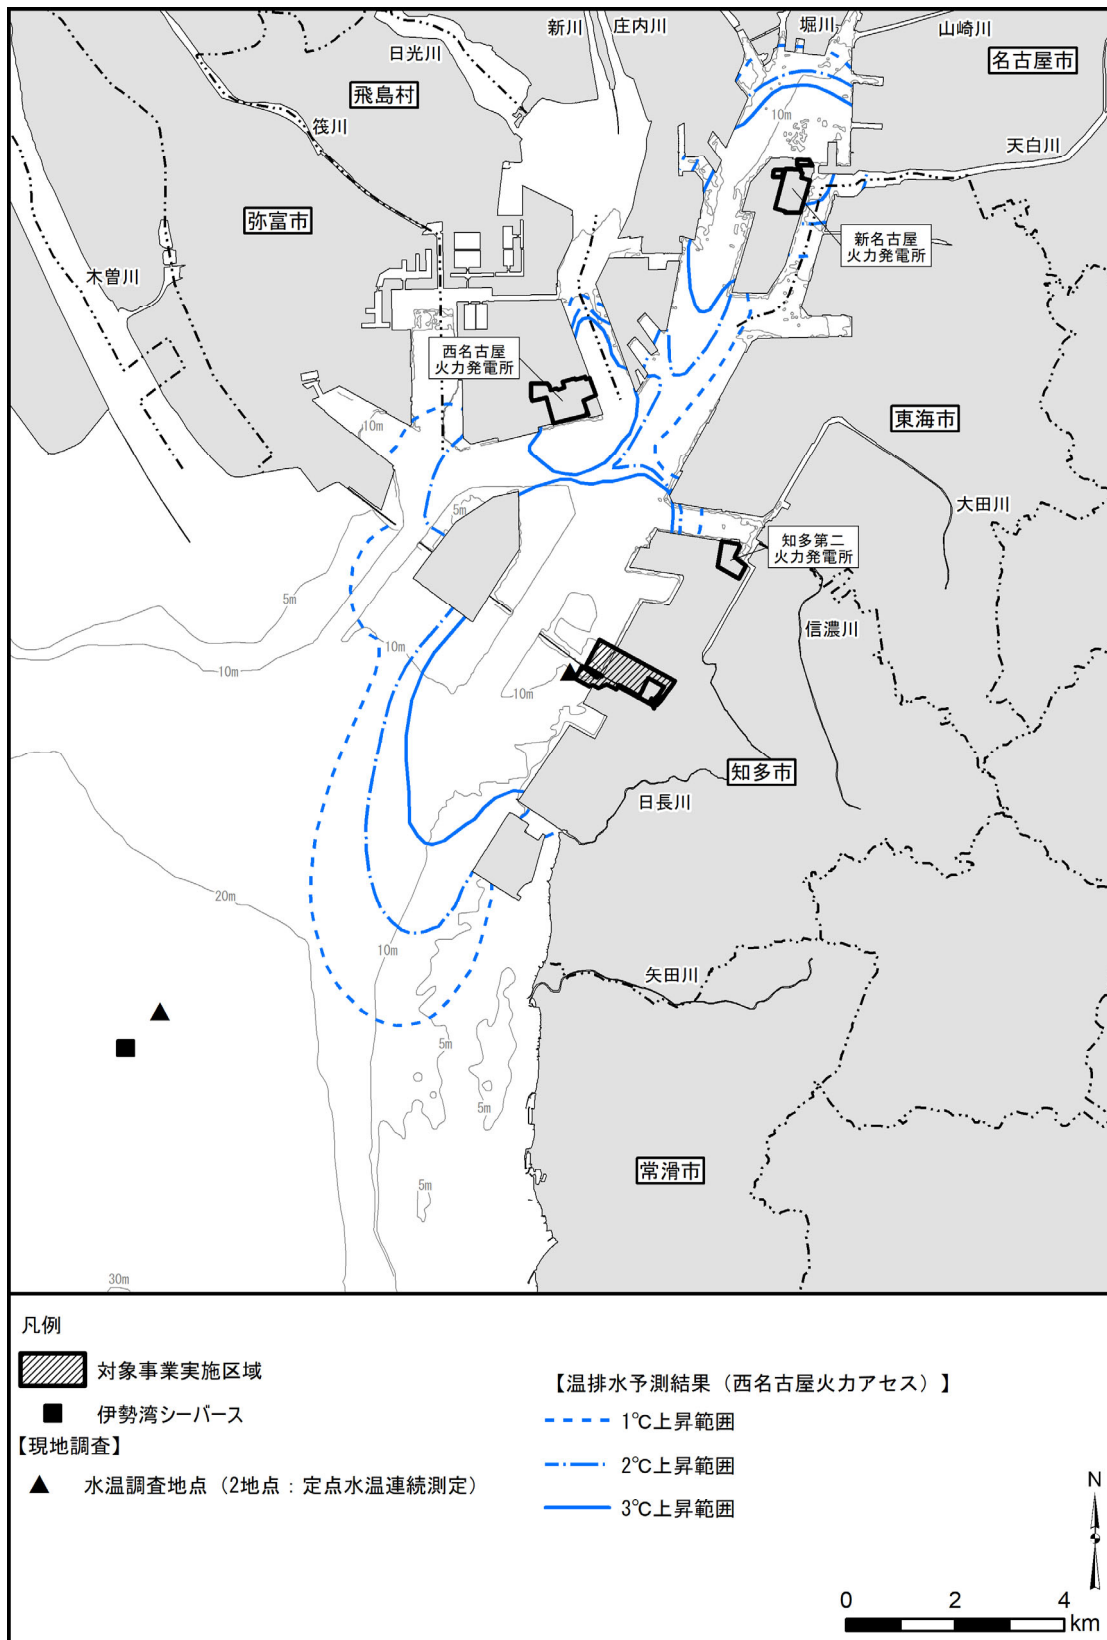 新川
庄内川
堀川
山崎川
日光川
名古屋市
飛島村
10m
筏川
天白川
弥富市
新名古屋
火力発電所
木曽川
西名古屋
火力発電所
10m
東海市
5m
大田川
知多第二
火力発電所
5m
信濃川
10m
10m
10m
知多市
日長川
20m
10m
矢田川
5m
5m
常滑市
5m
30m
凡例
対象事業実施区域
伊勢湾シーバース
【現地調査】
水温調査地点（2地点：定点水温連続測定）
【温排水予測結果（西名古屋火力アセス）】
1℃上昇範囲
2℃上昇範囲
3℃上昇範囲
N
0 2 4
km